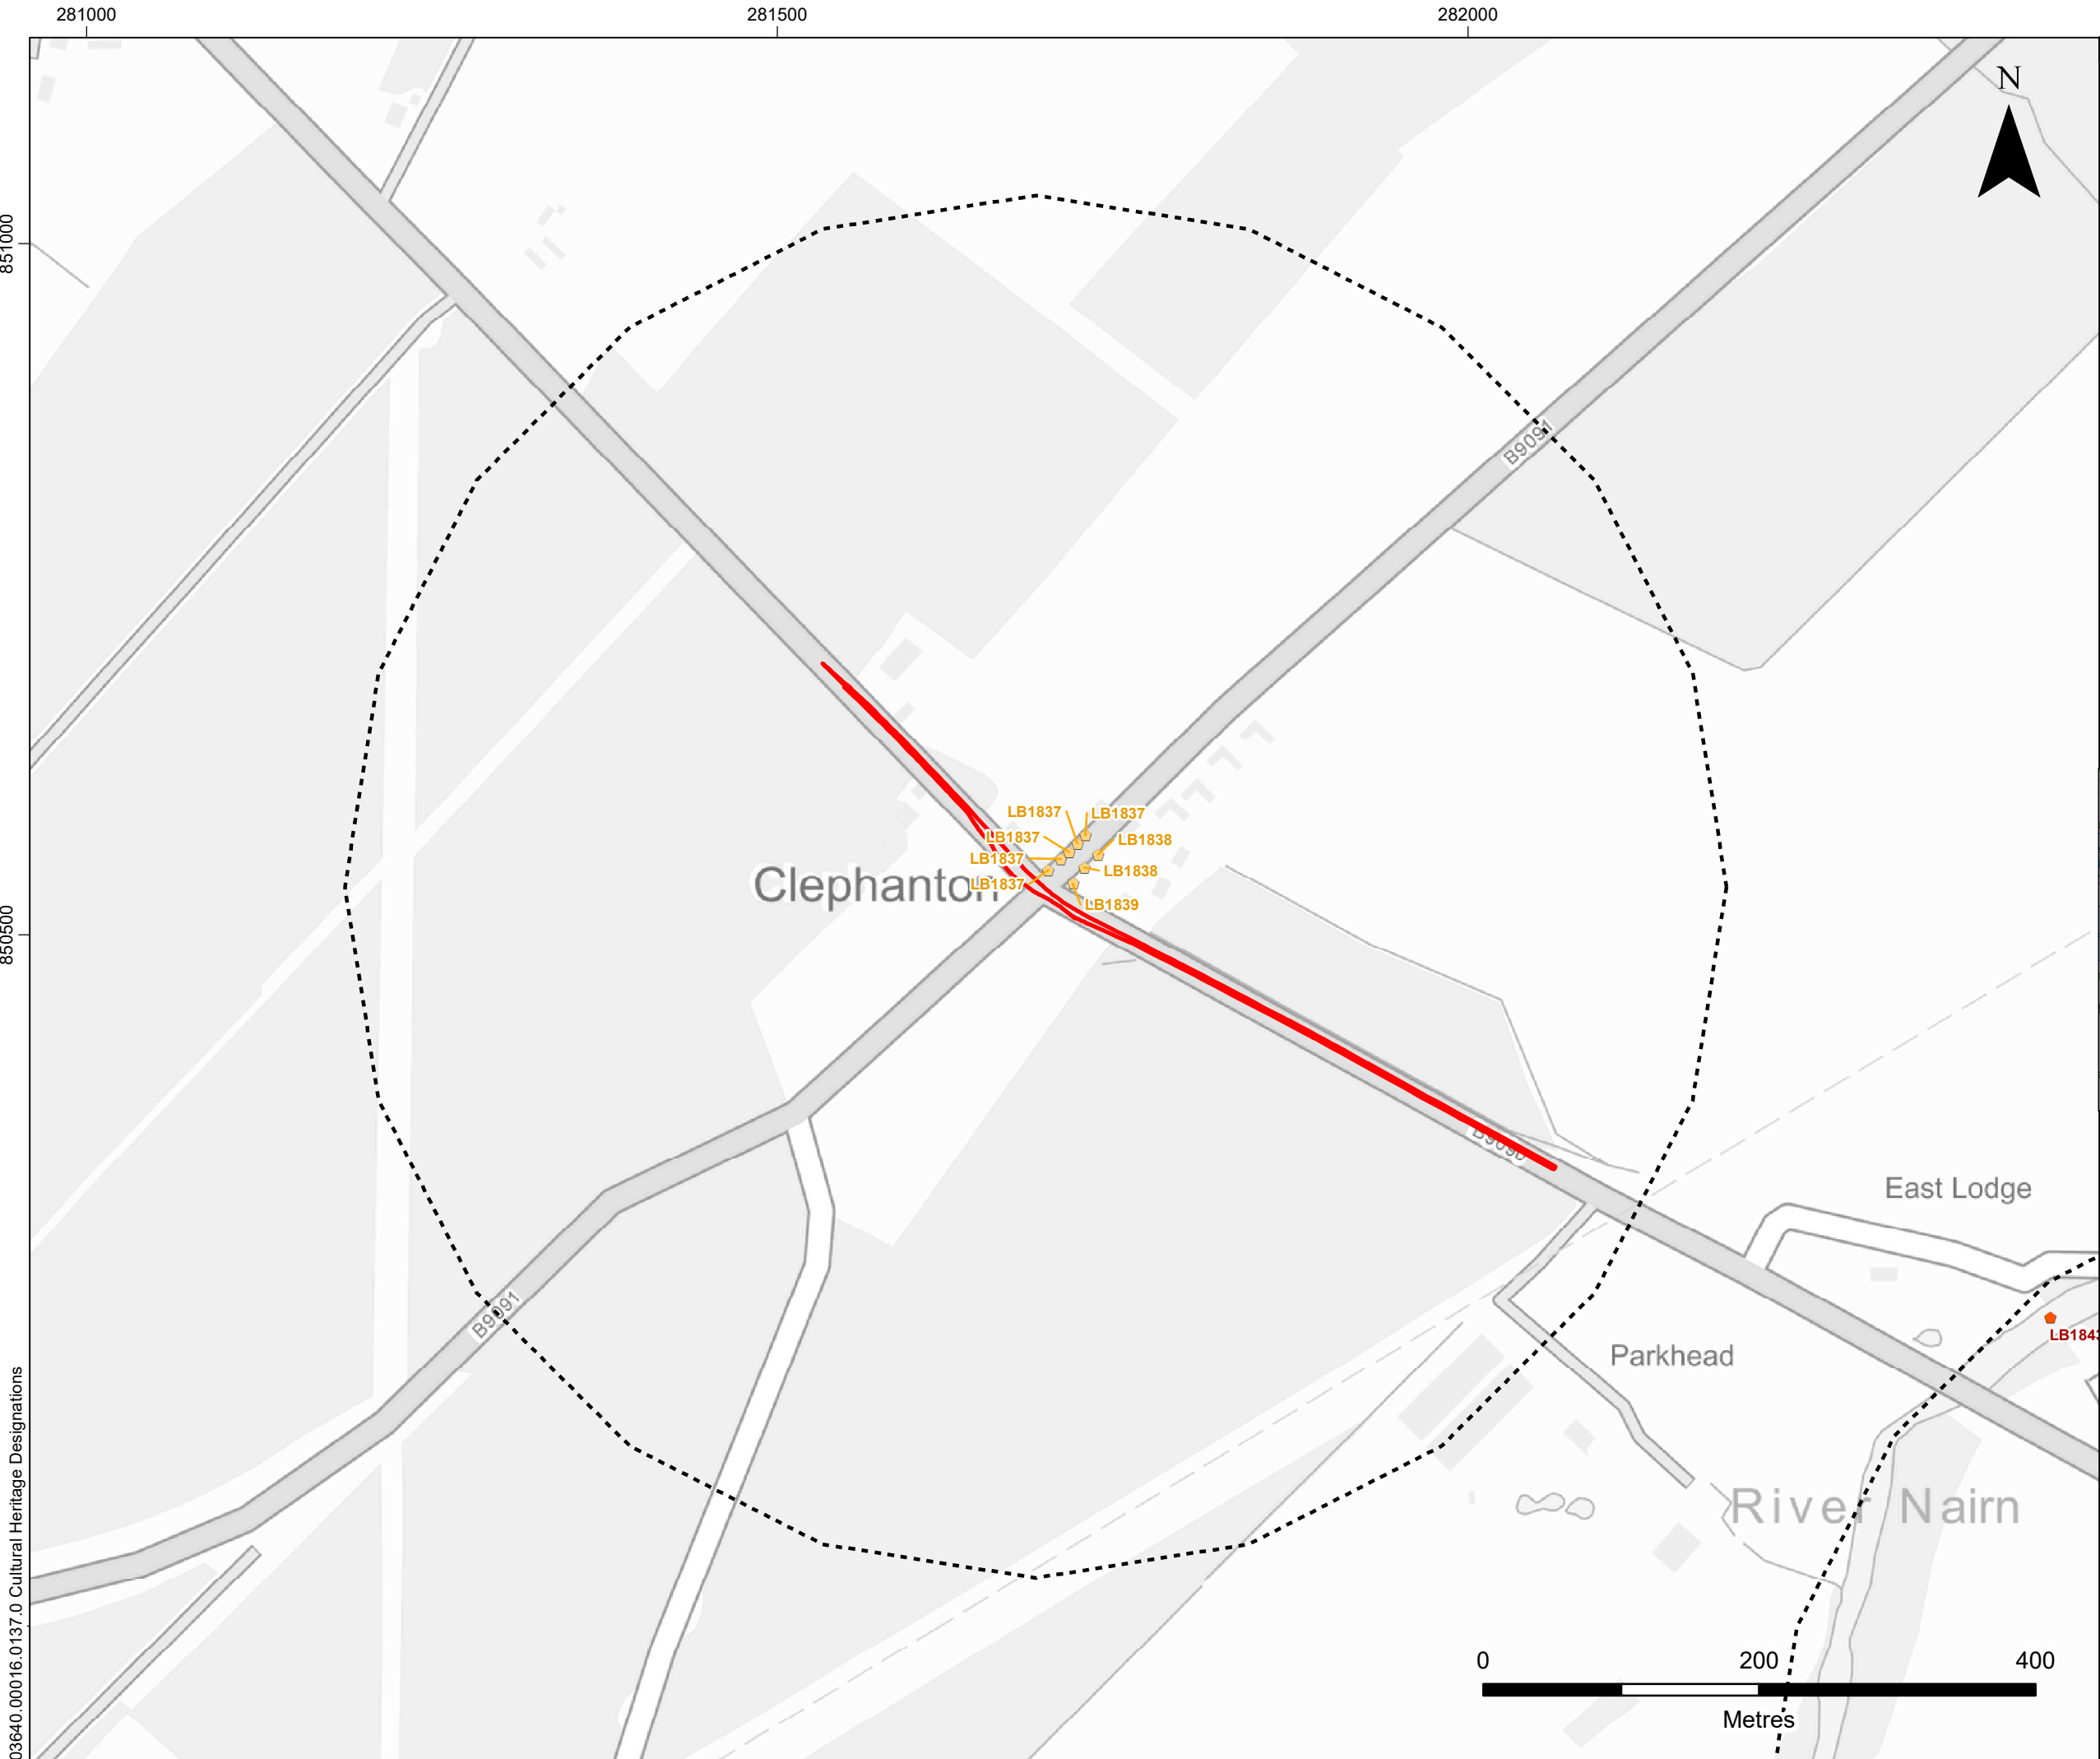 281000
281500
282000
N
851000
B9091
LB1837
LB1837
LB1837
LB1838
LB1837
LB1838
LB1837
Clephanton
LB1839
850500
East Lodge
B9091
Parkhead
River Nairn
0
200
400
Metres
03640.00016.0137.0 Cultural Heritage Designations